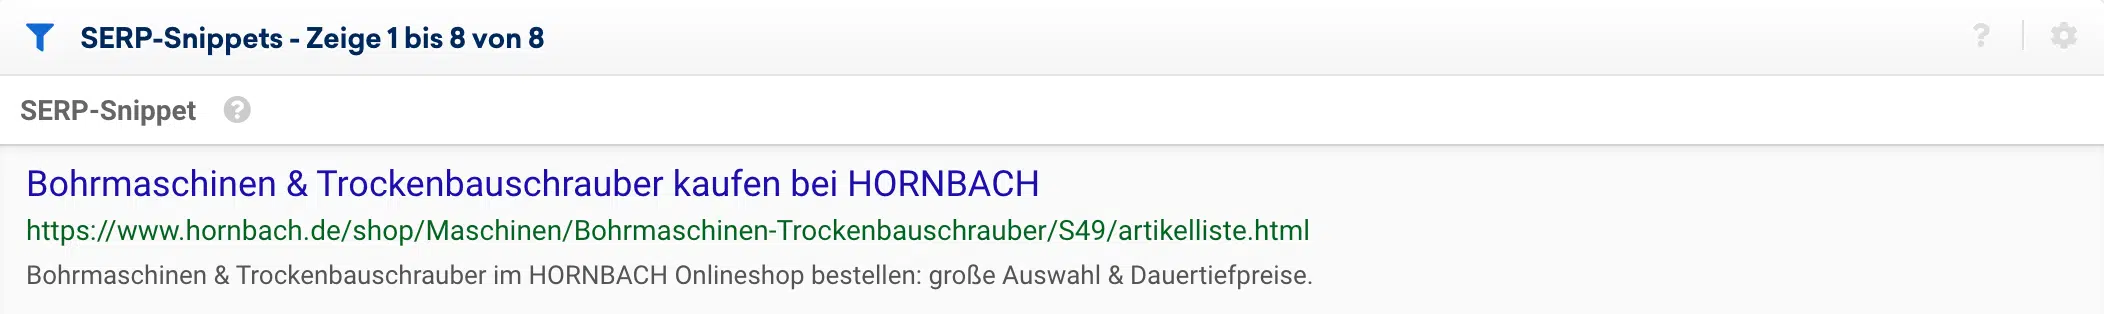 SERP-Snippets - Zeige 1 bis 8 von 8
SERP-Snippet
Bohrmaschinen & Trockenbauschrauber kaufen bei HORNBACH
https://www.hornbach.de/shop/Maschinen/Bohrmaschinen-Trockenbauschrauber/S49/artikelliste.html
Bohrmaschinen & Trockenbauschrauber im HORNBACH Onlineshop bestellen: große Auswahl & Dauertiefpreise.